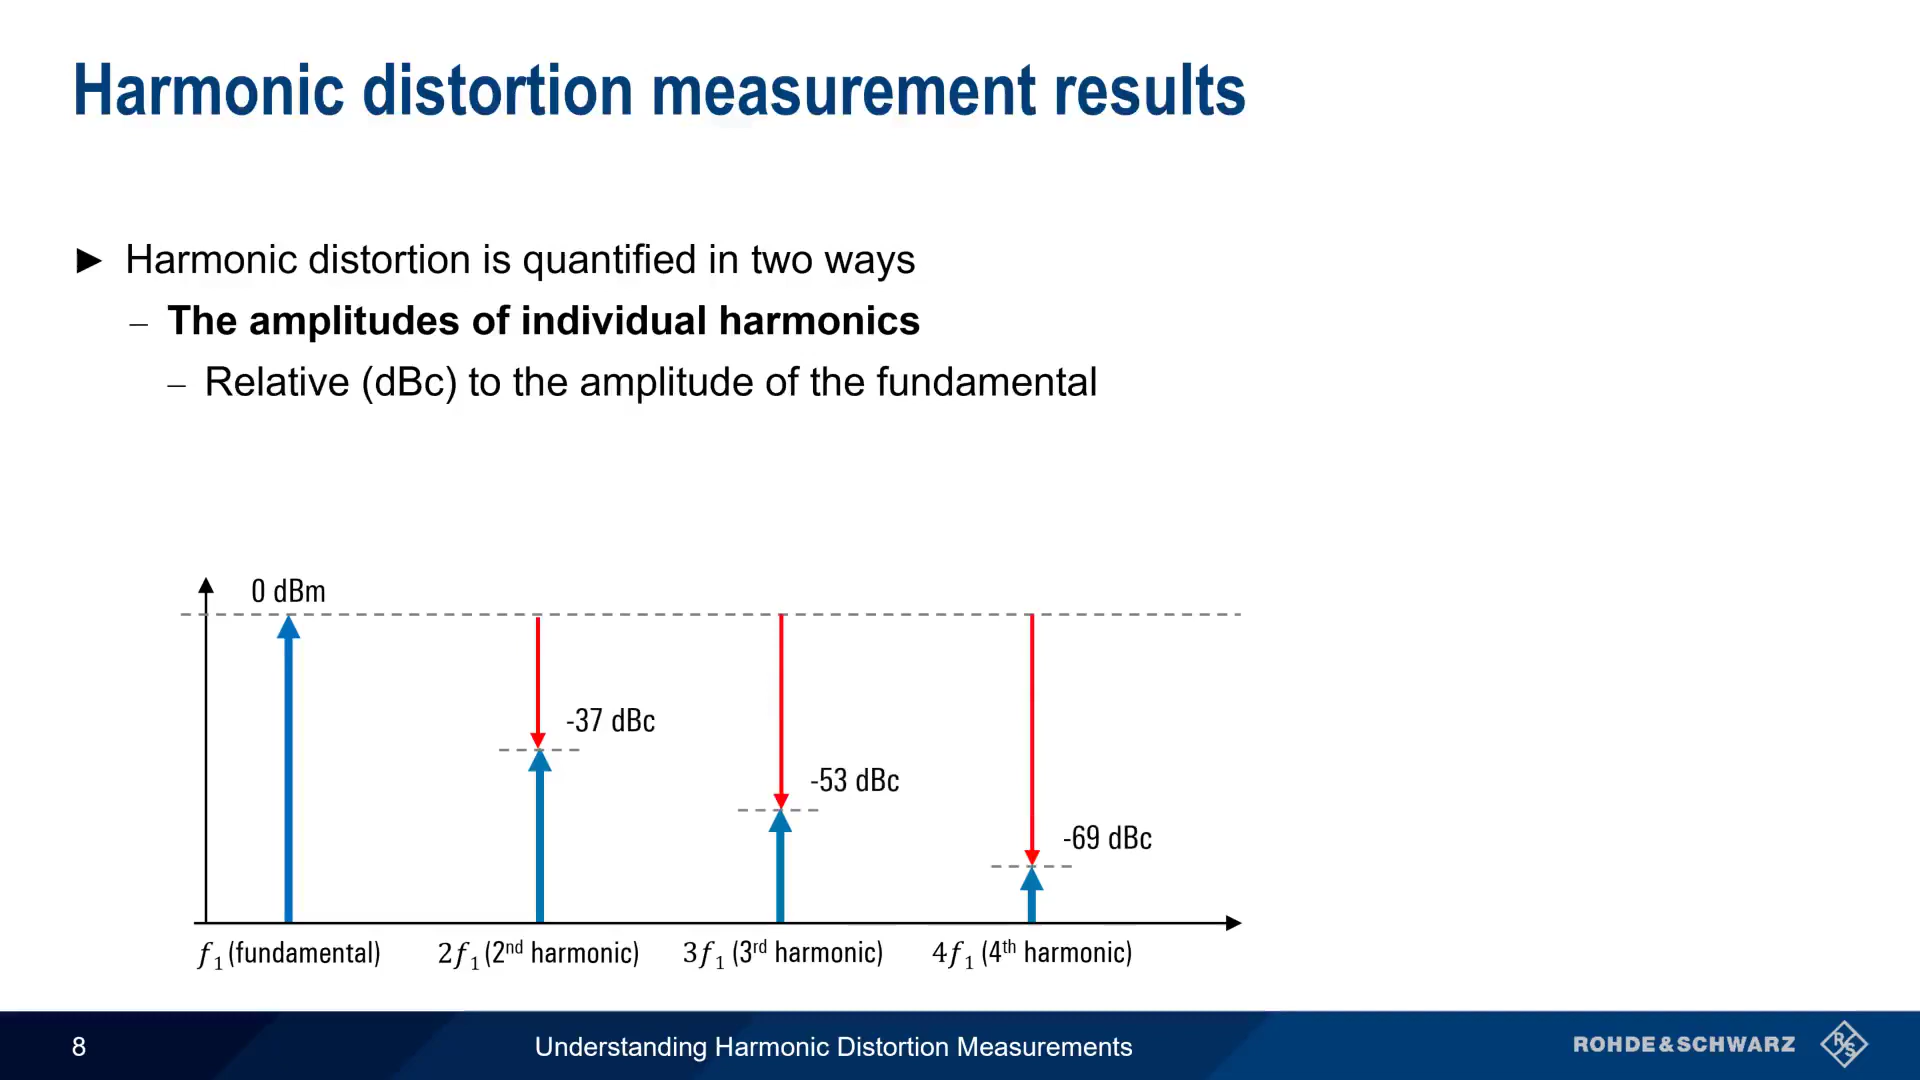 Harmonic distortion measurement results
► Harmonic distortion is quantified in two ways
– The amplitudes of individual harmonics
– Relative (dBc) to the amplitude of the fundamental
0 dBm
-37 dBc
-53 dBc
-69 dBc
f₁ (fundamental) 2f₁ (2nd harmonic) 3f₁ (3rd harmonic) 4f₁ (4th harmonic)
8 Understanding Harmonic Distortion Measurements ROHDE&SCHWARZ R&S